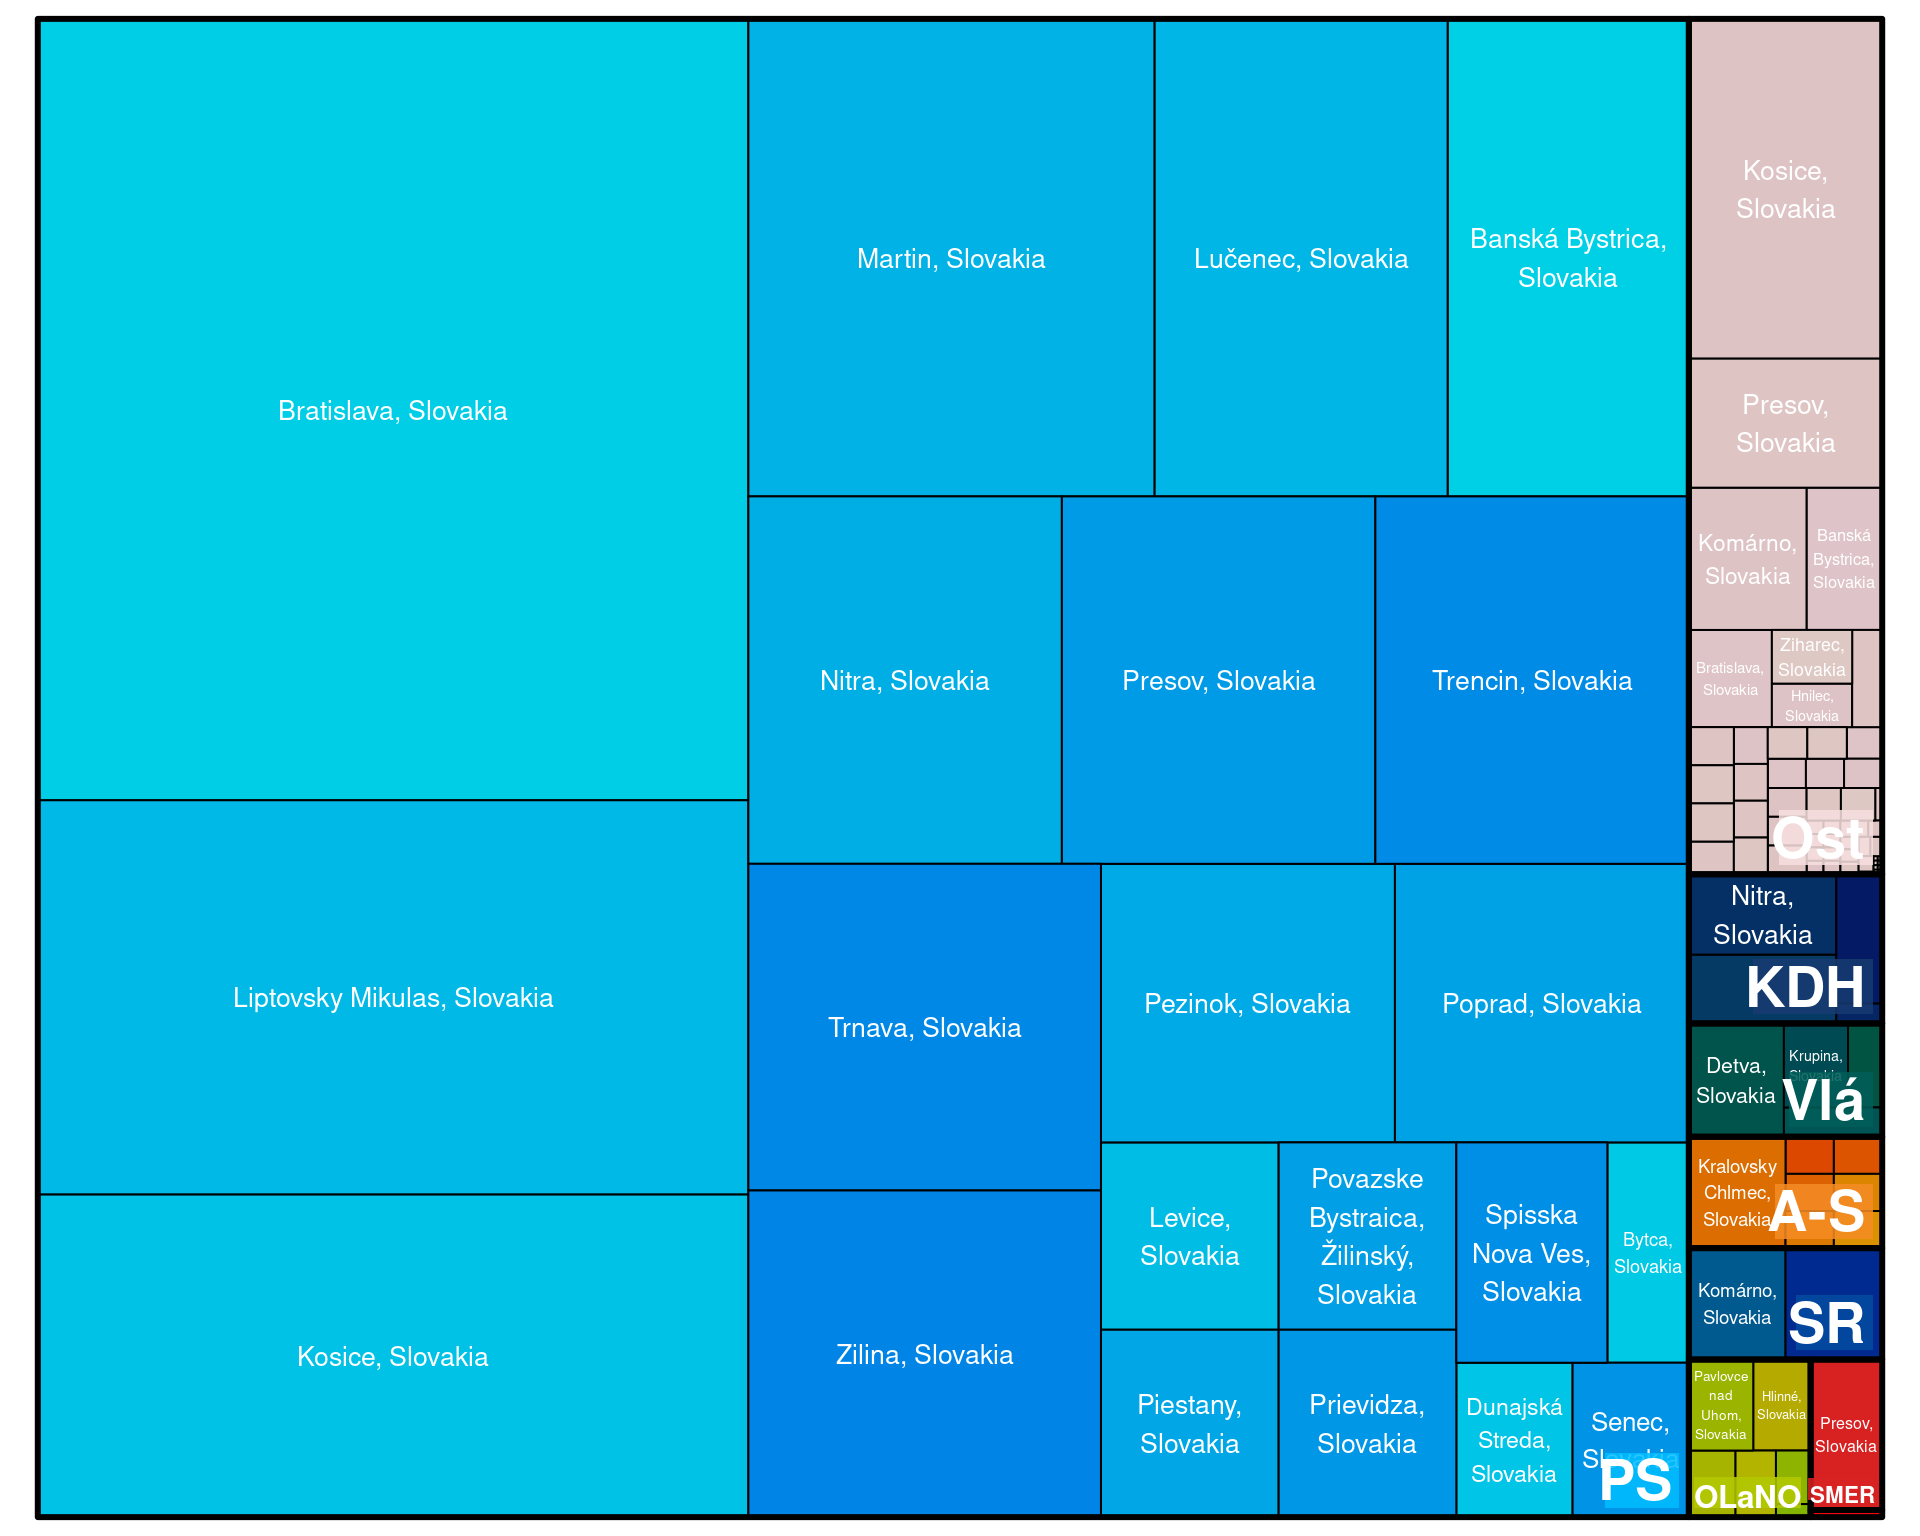 Bratislava, Slovakia
Liptovsky Mikulas, Slovakia
Kosice, Slovakia
Martin, Slovakia
Lučenec, Slovakia
Banská Bystrica,
Slovakia
Nitra, Slovakia
Presov, Slovakia
Trencin, Slovakia
Trnava, Slovakia
Zilina, Slovakia
Pezinok, Slovakia
Poprad, Slovakia
Levice,
Slovakia
Povazske
Bystraica,
Žilinský,
Slovakia
Spisska
Nova Ves,
Slovakia
Bytca,
Slovakia
Piestany,
Slovakia
Prievidza,
Slovakia
Dunajská
Streda,
Slovakia
Senec,
Slovakia
PS
Kosice,
Slovakia
Presov,
Slovakia
Komárno,
Slovakia
Banská
Bystrica,
Slovakia
Bratislava,
Slovakia
Ziharec,
Slovakia
Hnilec,
Slovakia
Ost
Nitra,
Slovakia
KDH
Detva,
Slovakia
Krupina,
Slovakia
Vlá
Kralovsky
Chlmec,
Slovakia
A-S
Komárno,
Slovakia
SR
Pavlovce
nad
Uhom,
Slovakia
Hlinné,
Slovakia
OLaNO
Presov,
Slovakia
SMER